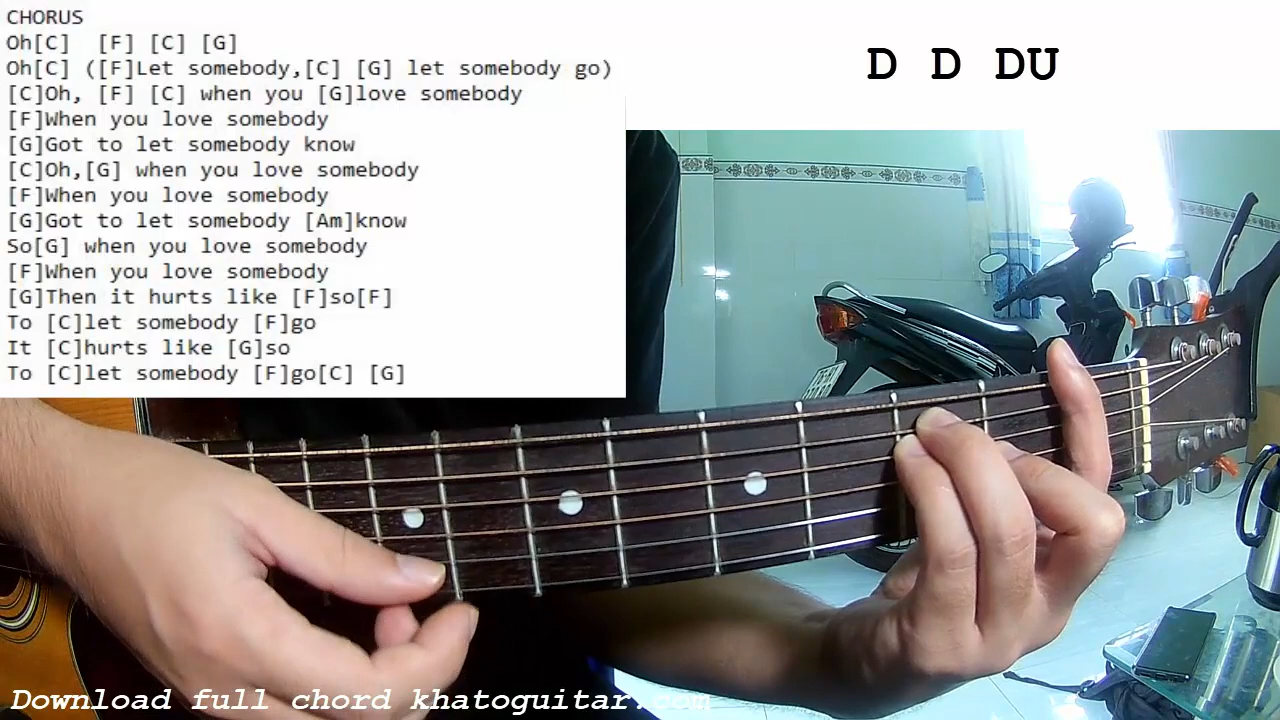 CHORUS
Oh[C]  [F] [C] [G]
Oh[C] ([F]Let somebody,[C] [G] let somebody go)
[C]Oh, [F] [C] when you [G]love somebody
[F]When you love somebody
[G]Got to let somebody know
[C]Oh,[G] when you love somebody
[F]When you love somebody
[G]Got to let somebody [Am]know
So[G] when you love somebody
[F]When you love somebody
[G]Then it hurts like [F]so[F]
To [C]let somebody [F]go
It [C]hurts like [G]so
To [C]let somebody [F]go[C] [G]
D D DU
Download full chord khatoguitar.com